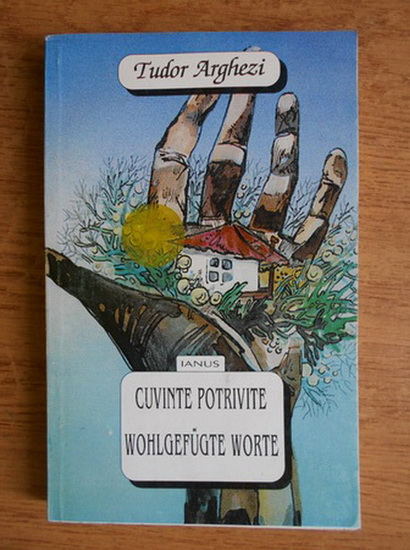 Tudor Arghezi
IANUS
CUVINTE POTRIVITE
WOHLGEFÜGTE WORTE